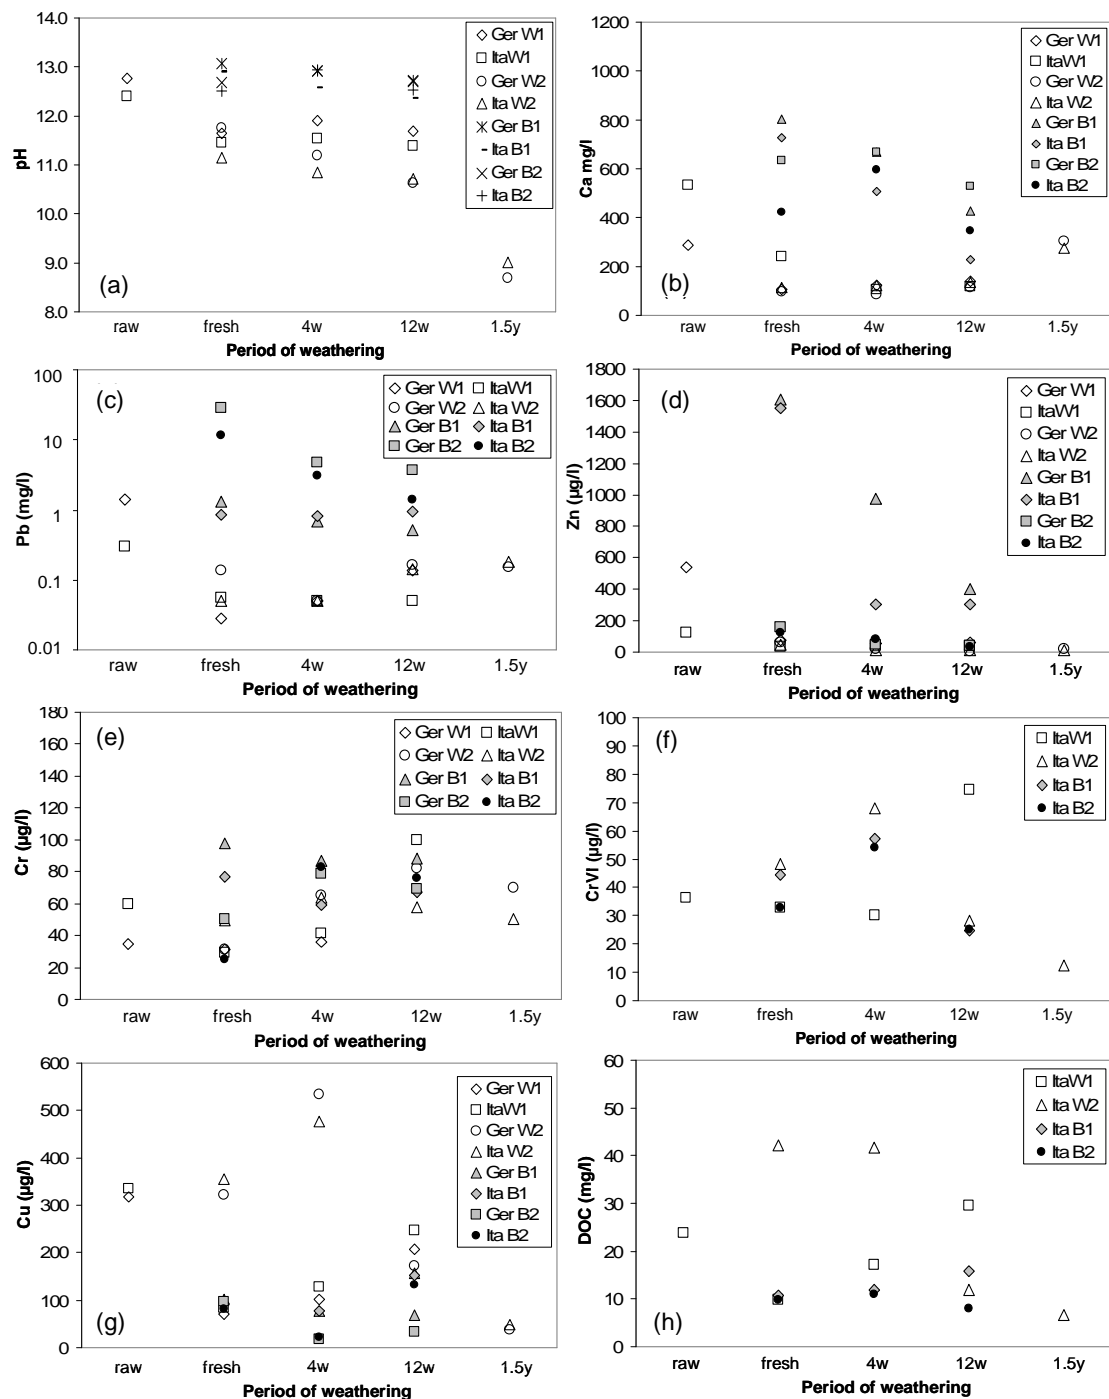 13.0
12.0
11.0
10.0
9.0
8.0
pH
(a)
Ger W1
ItaW1
Ger W2
Ita W2
Ger B1
Ita B1
Ger B2
Ita B2
raw fresh 4w 12w 1.5y
Period of weathering
1200
1000
800
600
400
200
0
Ca mg/l
(b)
Ger W1
ItaW1
Ger W2
Ita W2
Ger B1
Ita B1
Ger B2
Ita B2
raw fresh 4w 12w 1.5y
Period of weathering
100
10
1
0.1
0.01
Pb (mg/l)
(c)
Ger W1 ItaW1
Ger W2 Ita W2
Ger B1 Ita B1
Ger B2 Ita B2
raw fresh 4w 12w 1.5y
Period of weathering
1800
1600
1400
1200
1000
800
600
400
200
0
Zn (µg/l)
(d)
Ger W1
ItaW1
Ger W2
Ita W2
Ger B1
Ita B1
Ger B2
Ita B2
raw fresh 4w 12w 1.5y
Period of weathering
180
160
140
120
100
80
60
40
20
0
Cr (µg/l)
(e)
Ger W1 ItaW1
Ger W2 Ita W2
Ger B1 Ita B1
Ger B2 Ita B2
raw fresh 4w 12w 1.5y
Period of weathering
100
90
80
70
60
50
40
30
20
10
0
CrVI (µg/l)
(f)
ItaW1
Ita W2
Ita B1
Ita B2
raw fresh 4w 12w 1.5y
Period of weathering
600
500
400
300
200
100
0
Cu (µg/l)
(g)
Ger W1
ItaW1
Ger W2
Ita W2
Ger B1
Ita B1
Ger B2
Ita B2
raw fresh 4w 12w 1.5y
Period of weathering
60
50
40
30
20
10
0
DOC (mg/l)
(h)
ItaW1
Ita W2
Ita B1
Ita B2
raw fresh 4w 12w 1.5y
Period of weathering